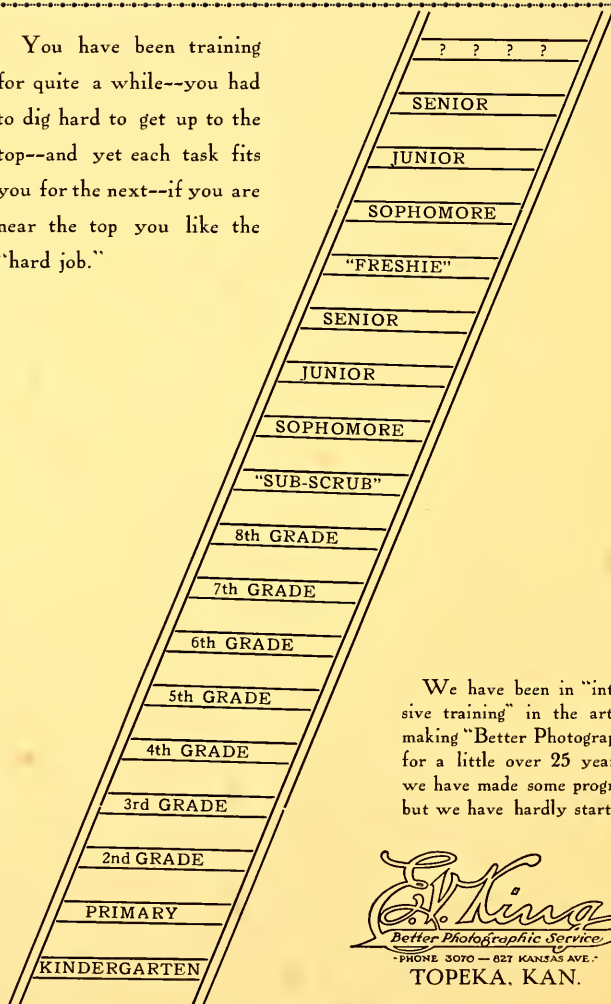 You have been training
for quite a while--you had
to dig hard to get up to the
top--and yet each task fits
you for the next--if you are
near the top you like the
"hard job."
? ? ? ?
SENIOR
JUNIOR
SOPHOMORE
"FRESHIE"
SENIOR
JUNIOR
SOPHOMORE
"SUB-SCRUB"
8th GRADE
7th GRADE
6th GRADE
5th GRADE
4th GRADE
3rd GRADE
2nd GRADE
PRIMARY
KINDERGARTEN
We have been in "int
sive training" in the art
making "Better Photograp
for a little over 25 yea
we have made some progr
but we have hardly start
King
Better Photographic Service
-PHONE 3070 — 827 KANSAS AVE.-
TOPEKA, KAN.